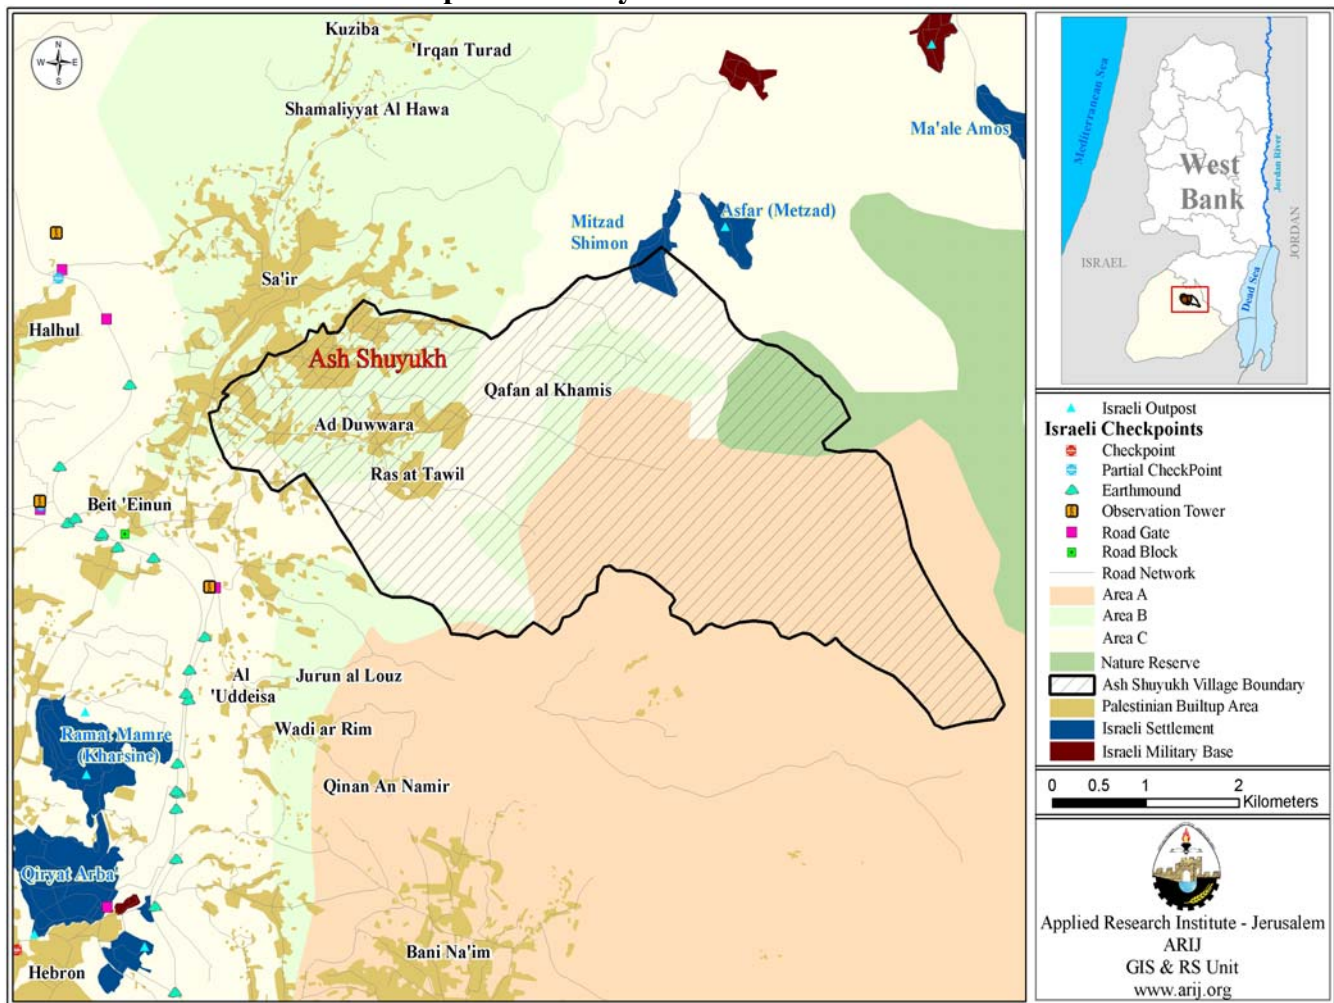 Kuziba
'Irqan Turad
Shamaliyyat Al Hawa
Ma'ale Amos
Mitzad
Shimon
Asfar (Metzad)
Sa'ir
Halhul
Ash Shuyukh
Qafan al Khamis
Ad Duwwara
Ras at Tawil
Beit 'Einun
Al
'Uddeisa
Jurun al Louz
Wadi ar Rim
Ramat Mamre
(Kharsine)
Qinan An Namir
Qiryat Arba'
Bani Na'im
Hebron
N
W
E
S
Mediterranean Sea
West
Bank
Jordan River
JORDAN
ISRAEL
Dead Sea
Israeli Outpost
Israeli Checkpoints
Checkpoint
Partial CheckPoint
Earthmound
Observation Tower
Road Gate
Road Block
Road Network
Area A
Area B
Area C
Nature Reserve
Ash Shuyukh Village Boundary
Palestinian Builtup Area
Israeli Settlement
Israeli Military Base
0 0.5 1 2
Kilometers
Applied Research Institute - Jerusalem
ARIJ
GIS & RS Unit
www.arij.org